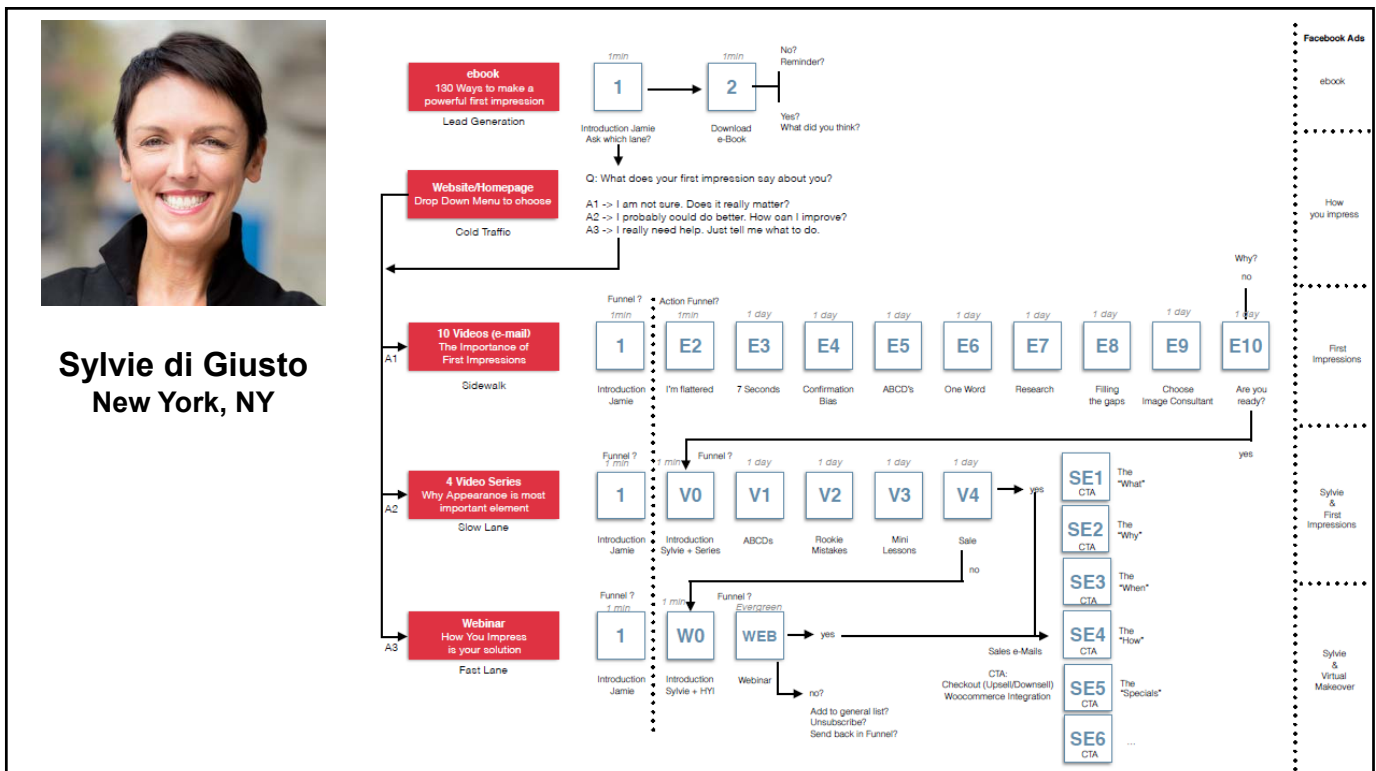 Sylvie di Giusto
New York, NY
ebook
130 Ways to make a
powerful first impression
Lead Generation
1min
1
Introduction Jamie
Ask which lane?
1min
2
Download
e-Book
No?
Reminder?
Yes?
What did you think?
Website/Homepage
Drop Down Menu to choose
Cold Traffic
Q: What does your first impression say about you?
A1 -> I am not sure. Does it really matter?
A2 -> I probably could do better. How can I improve?
A3 -> I really need help. Just tell me what to do.
A1
10 Videos (e-mail)
The Importance of
First Impressions
Sidewalk
Funnel ?
1min
1
Introduction
Jamie
Action Funnel?
1min
E2
I'm flattered
1 day
E3
7 Seconds
1 day
E4
Confirmation
Bias
1 day
E5
ABCD's
1 day
E6
One Word
1 day
E7
Research
1 day
E8
Filling
the gaps
1 day
E9
Choose
Image Consultant
Why?
no
1 day
E10
Are you
ready?
yes
A2
4 Video Series
Why Appearance is most
important element
Slow Lane
Funnel ?
1 min
1
Introduction
Jamie
1 min
Funnel ?
V0
Introduction
Sylvie + Series
1 day
V1
ABCDs
1 day
V2
Rookie
Mistakes
1 day
V3
Mini
Lessons
1 day
V4
Sale
yes
no
A3
Webinar
How You Impress
is your solution
Fast Lane
Funnel ?
1 min
1
Introduction
Jamie
1 min
Funnel ?
W0
Introduction
Sylvie + HYI
Evergreen
WEB
Webinar
yes
no?
Add to general list?
Unsubscribe?
Send back in Funnel?
Sales e-Mails
CTA:
Checkout (Upsell/Downsell)
Woocommerce Integration
SE1
CTA
The
"What"
SE2
CTA
The
"Why"
SE3
CTA
The
"When"
SE4
CTA
The
"How"
SE5
CTA
The
"Specials"
SE6
CTA
...
Facebook Ads
ebook
How
you impress
First
Impressions
Sylvie
&
First
Impressions
Sylvie
&
Virtual
Makeover